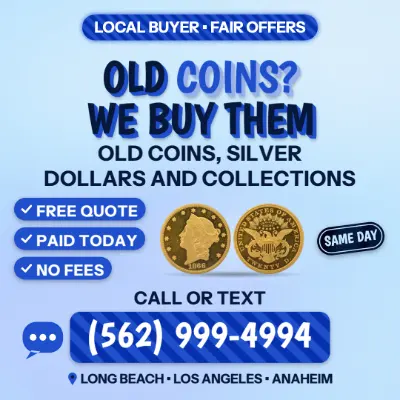 LOCAL BUYER • FAIR OFFERS
OLD COINS?
WE BUY THEM
OLD COINS, SILVER
DOLLARS AND COLLECTIONS
FREE QUOTE
PAID TODAY
NO FEES
1866
SAME DAY
CALL OR TEXT
(562) 999-4994
LONG BEACH • LOS ANGELES • ANAHEIM